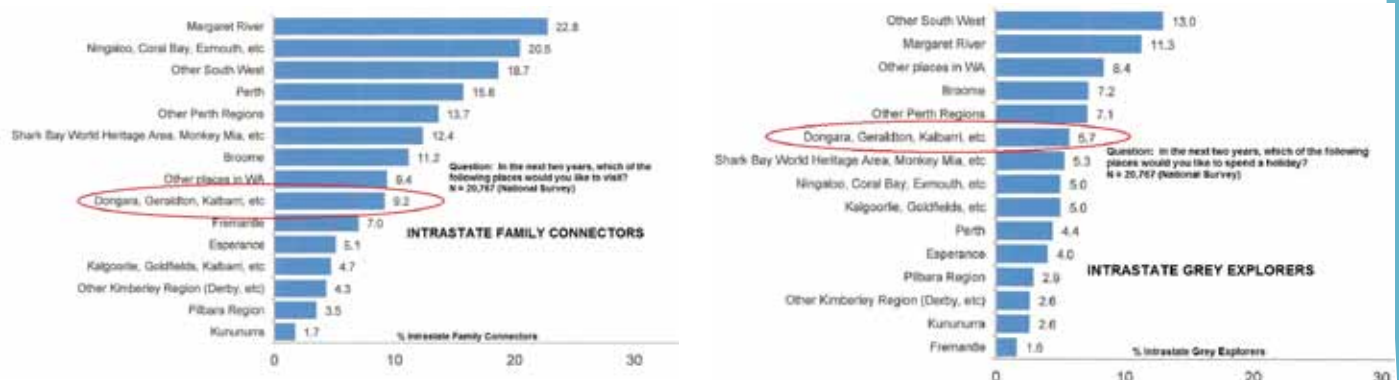 Margaret River 22.8
Ningaloo, Coral Bay, Exmouth, etc 20.5
Other South West 18.7
Perth 15.8
Other Perth Regions 13.7
Shark Bay World Heritage Area, Monkey Mia, etc 12.4
Broome 11.2
Other places in WA 9.4
Dongara, Geraldton, Kalbarri, etc 9.2
Fremantle 7.0
Esperance 5.1
Kalgoorlie, Goldfields, Kalbarri, etc 4.7
Other Kimberley Region (Derby, etc) 4.3
Pilbara Region 3.5
Kununurra 1.7
Question: In the next two years, which of the
following places would you like to visit?
N = 20,767 (National Survey)
INTRASTATE FAMILY CONNECTORS
% Intrastate Family Connectors
0 10 20 30
Other South West 13.0
Margaret River 11.3
Other places in WA 8.4
Broome 7.2
Other Perth Regions 7.1
Dongara, Geraldton, Kalbarri, etc 5.7
Shark Bay World Heritage Area, Monkey Mia, etc 5.3
Ningaloo, Coral Bay, Exmouth, etc 5.0
Kalgoorlie, Goldfields, etc 5.0
Perth 4.4
Esperance 4.0
Pilbara Region 2.9
Other Kimberley Region (Derby, etc) 2.6
Kununurra 2.6
Fremantle
Question: In the next two years, which of the following
places would you like to spend a holiday?
N = 20,767 (National Survey)
INTRASTATE GREY EXPLORERS
% Intrastate Grey Explorers
0 10 20 30